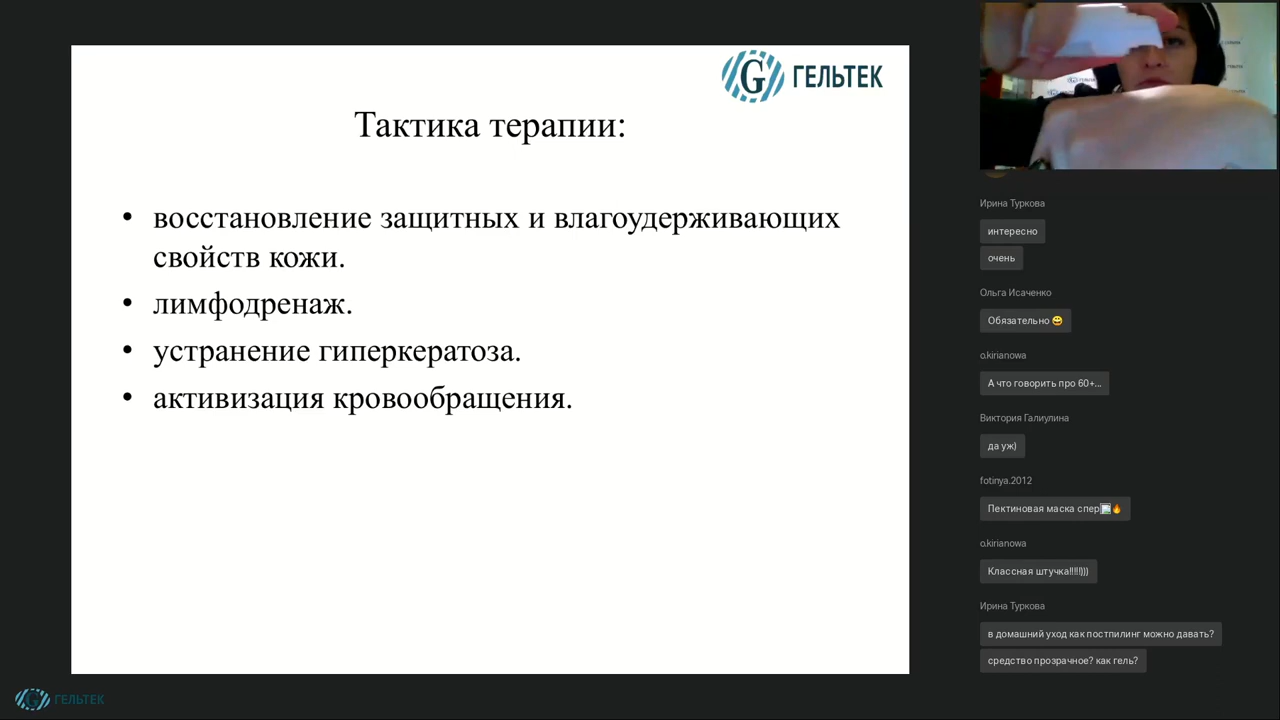 ГЕЛЬТЕК
Тактика терапии:
• восстановление защитных и влагоудерживающих
свойств кожи.
• лимфодренаж.
• устранение гиперкератоза.
• активизация кровообращения.
Ирина Туркова
интересно
очень
Ольга Исаченко
Обязательно 😄
o.kirianowa
А что говорить про 60+...
Виктория Галиулина
да уж)
fotinya.2012
Пектиновая маска спер🔥
o.kirianowa
Классная штучка!!!!!)))
Ирина Туркова
в домашний уход как постпилинг можно давать?
средство прозрачное? как гель?
ГЕЛЬТЕК